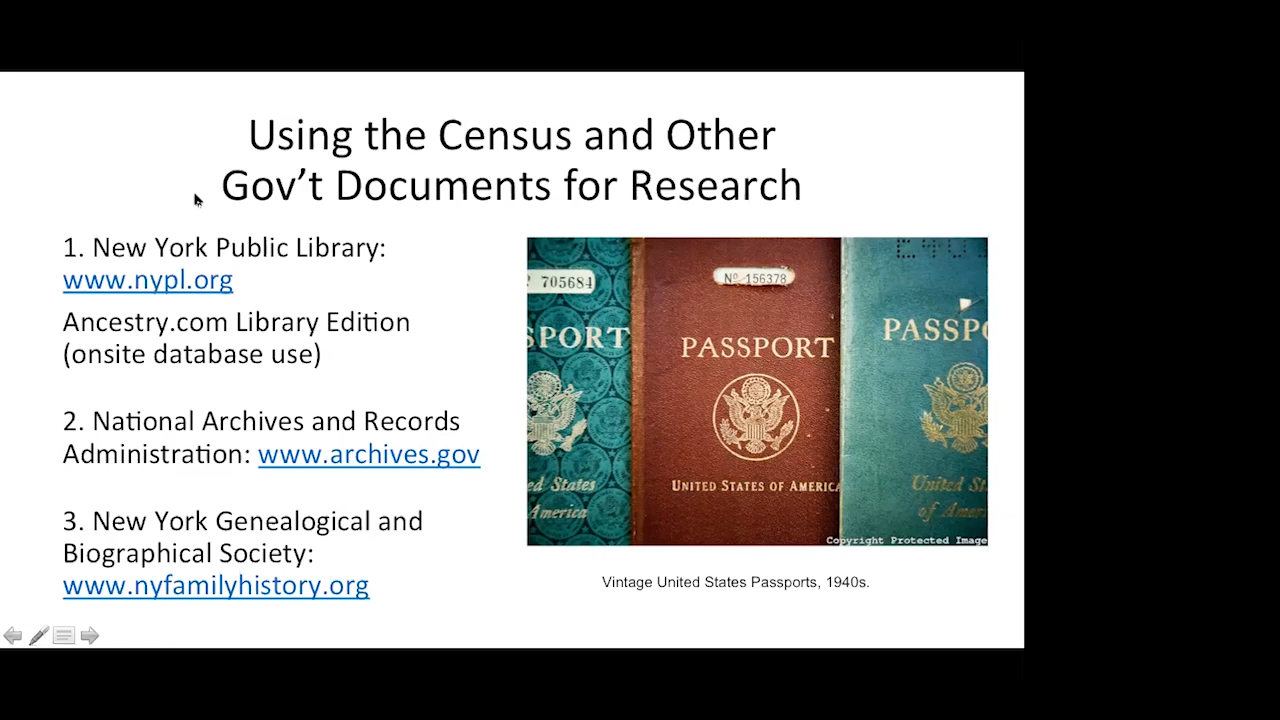 Using the Census and Other
Gov't Documents for Research
1. New York Public Library:
www.nypl.org
Ancestry.com Library Edition
(onsite database use)
2. National Archives and Records
Administration: www.archives.gov
3. New York Genealogical and
Biographical Society:
www.nyfamilyhistory.org
705684
SPORT
ed States
America
Nº 156378
PASSPORT
UNITED STATES OF AMERICA
PASSPO
United St
of Amer
Copyright Protected Image
Vintage United States Passports, 1940s.